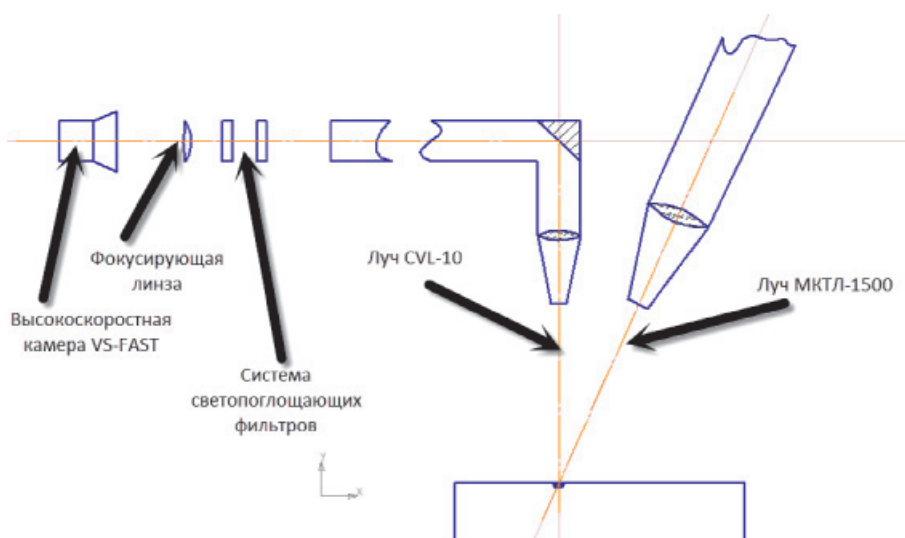 Фокусирующая
линза
Высокоскоростная
камера VS-FAST
Система
светопоглощающих
фильтров
Луч CVL-10
Луч МКТЛ-1500
Y
X